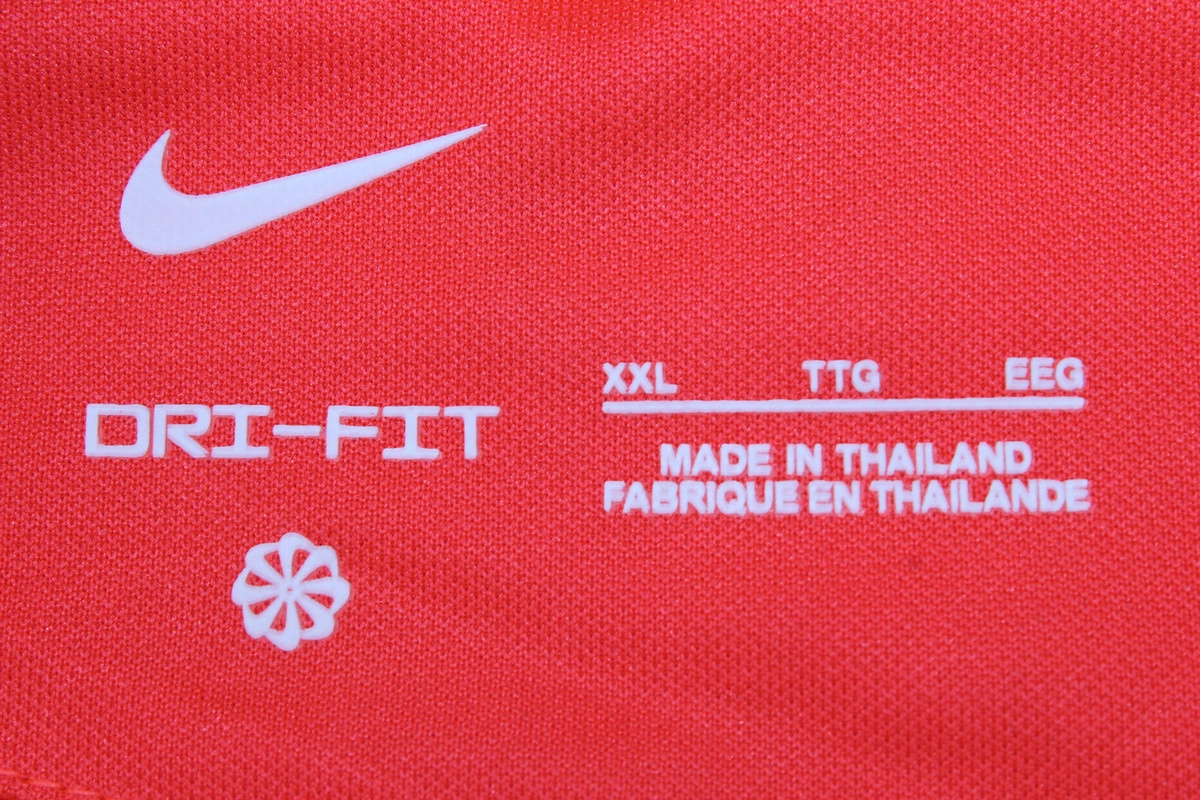 DRI-FIT
XXL TTG EEG
MADE IN THAILAND
FABRIQUE EN THAILANDE